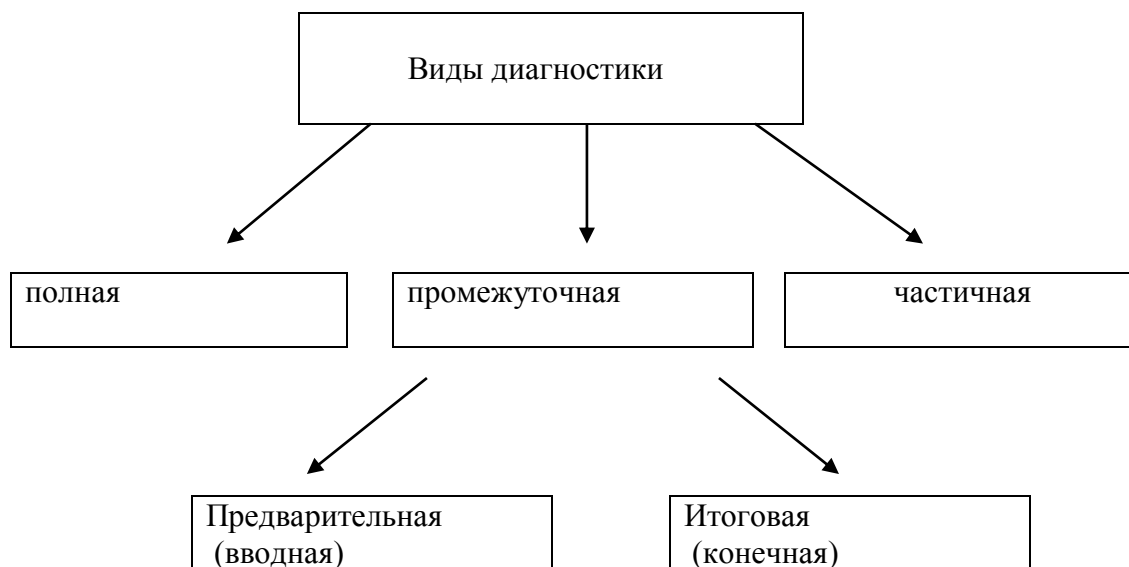 Виды диагностики
полная
промежуточная
частичная
Предварительная
(вводная)
Итоговая
(конечная)